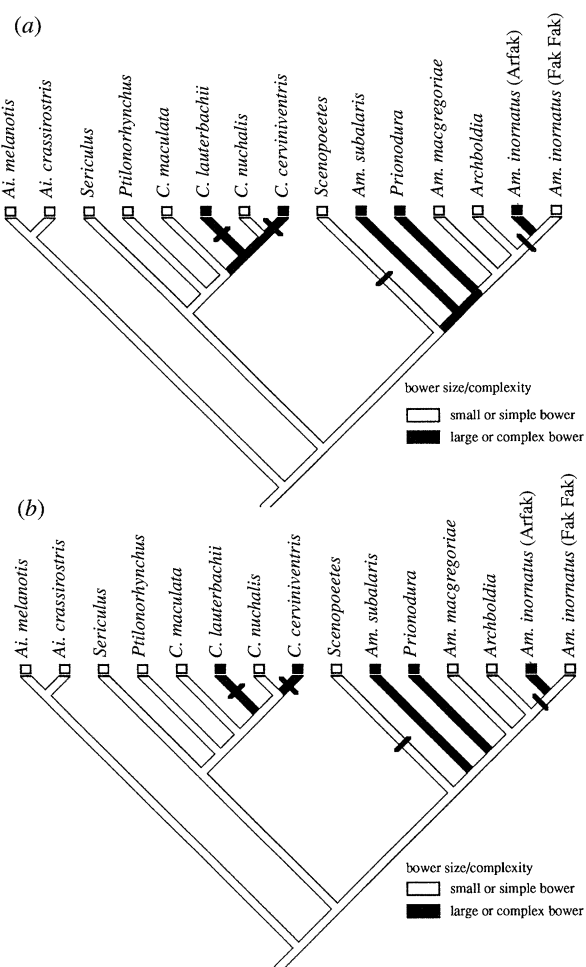 (a)
Ai. melanotis
Ai. crassirostris
Sericulus
Ptilonorhynchus
C. maculata
C. lauterbachii
C. nuchalis
C. cerviniventris
Scenopoeetes
Am. subalaris
Prionodura
Am. macgregoriae
Archboldia
Am. inornatus (Arfak)
Am. inornatus (Fak Fak)
bower size/complexity
small or simple bower
large or complex bower
(b)
Ai. melanotis
Ai. crassirostris
Sericulus
Ptilonorhynchus
C. maculata
C. lauterbachii
C. nuchalis
C. cerviniventris
Scenopoeetes
Am. subalaris
Prionodura
Am. macgregoriae
Archboldia
Am. inornatus (Arfak)
Am. inornatus (Fak Fak)
bower size/complexity
small or simple bower
large or complex bower